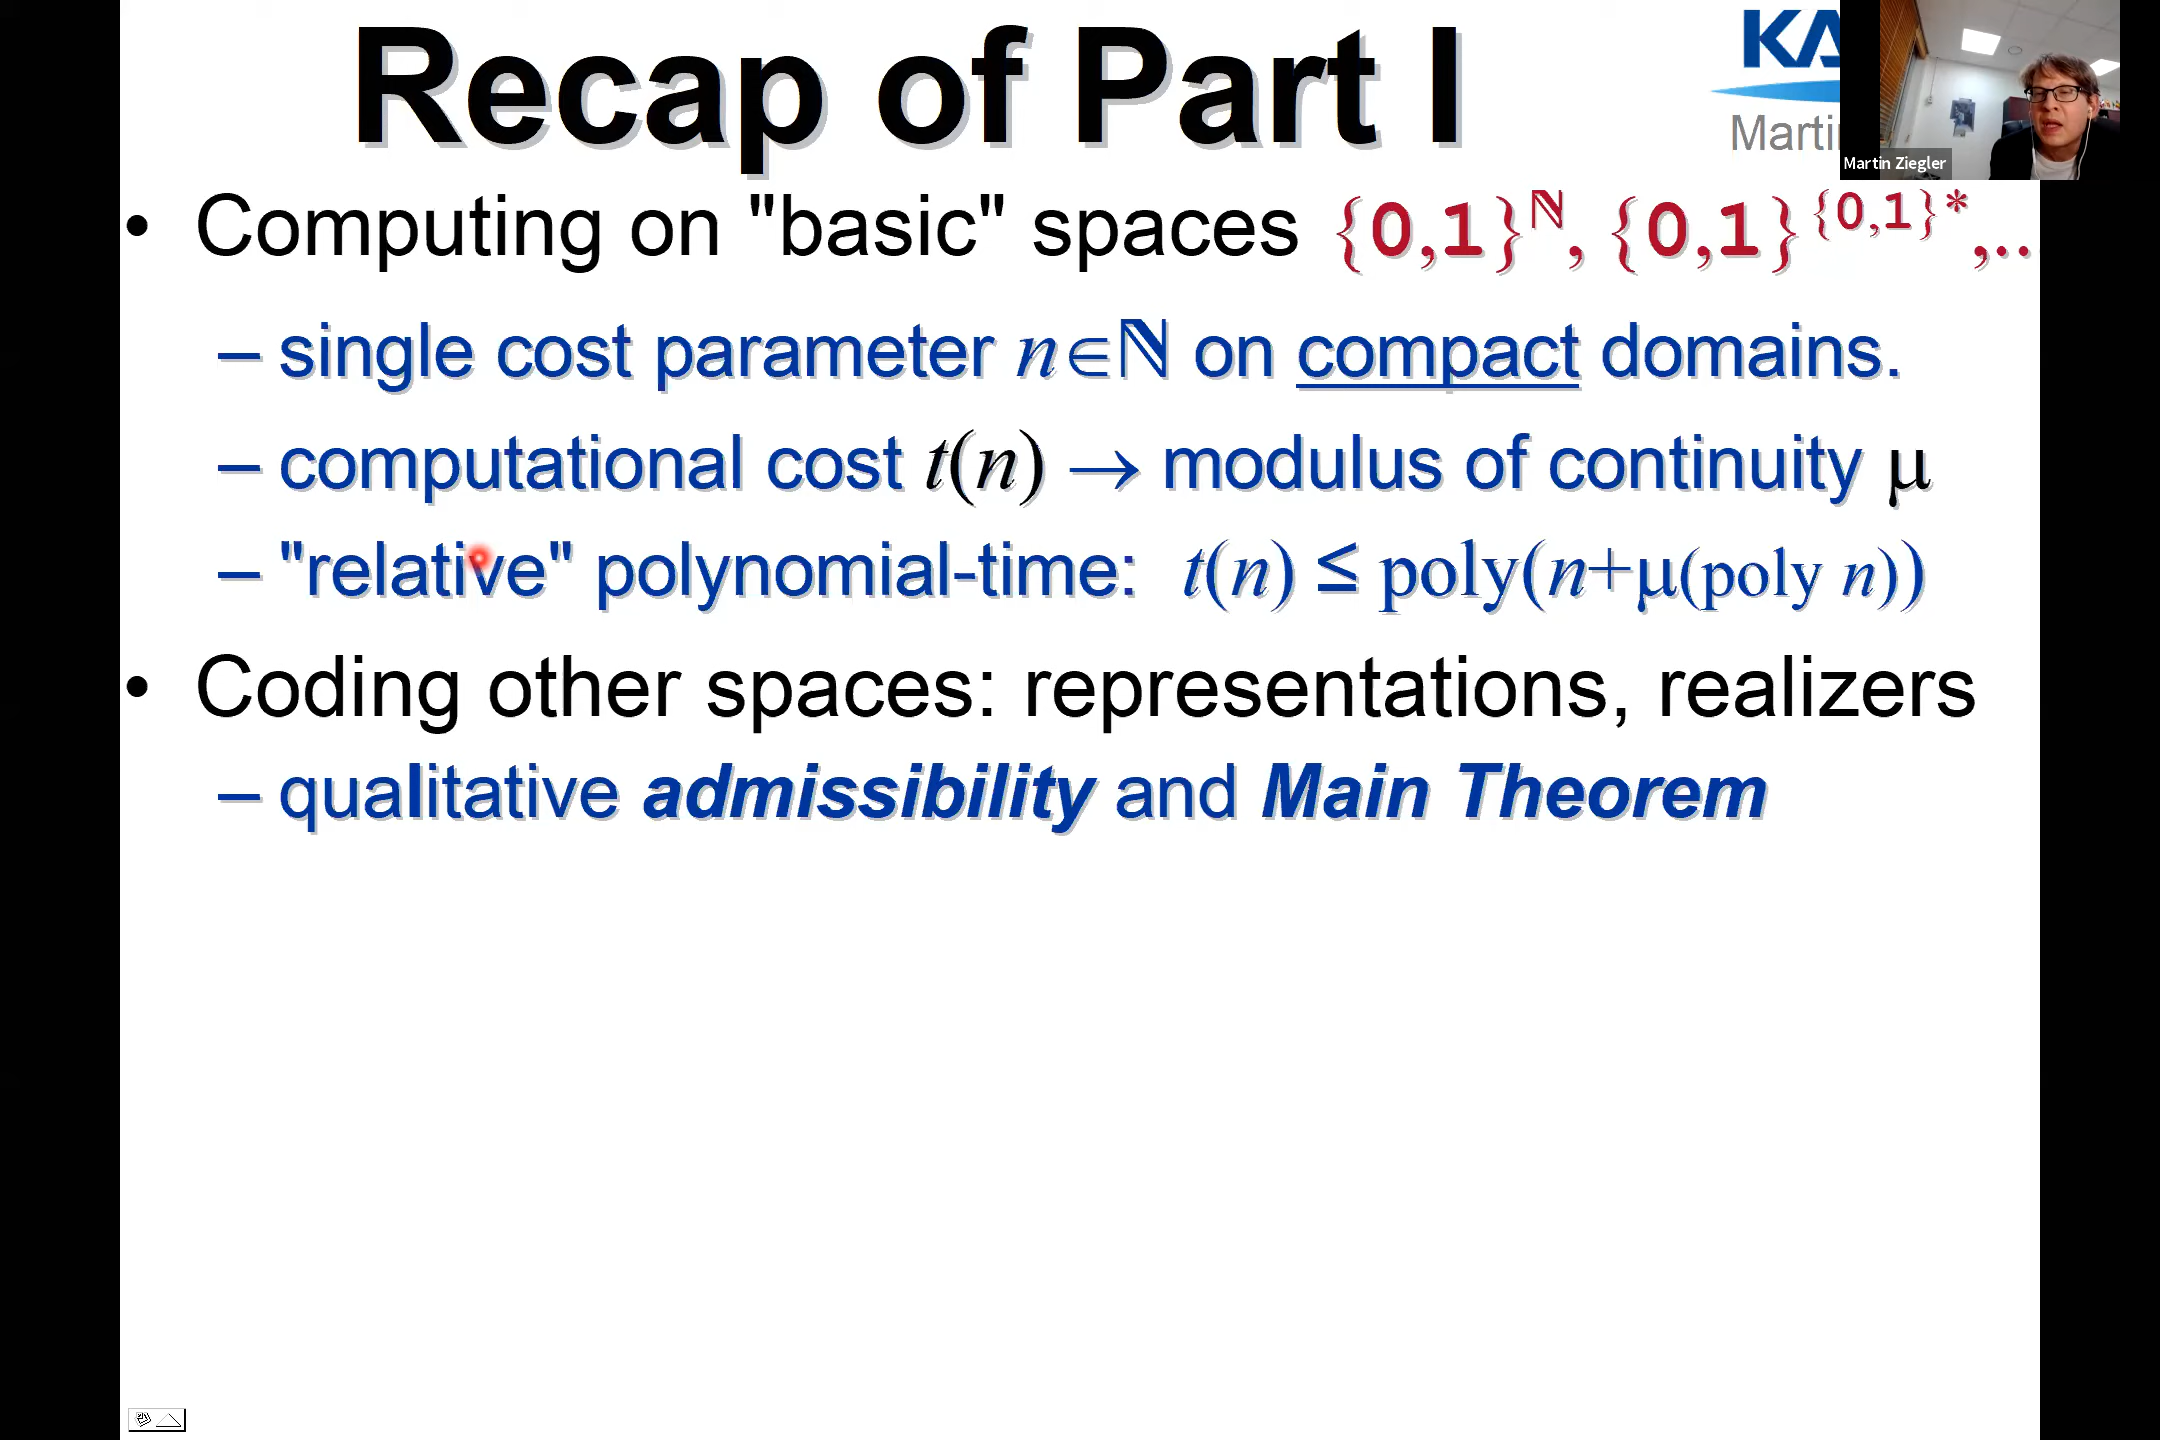 Recap of Part I
KA
Martin Ziegler
• Computing on "basic" spaces {0,1}^ℕ, {0,1}^{0,1}*,..
– single cost parameter n∈ℕ on compact domains.
– computational cost t(n) → modulus of continuity μ
– "relative" polynomial-time: t(n) ≤ poly(n+μ(poly n))
• Coding other spaces: representations, realizers
– qualitative admissibility and Main Theorem